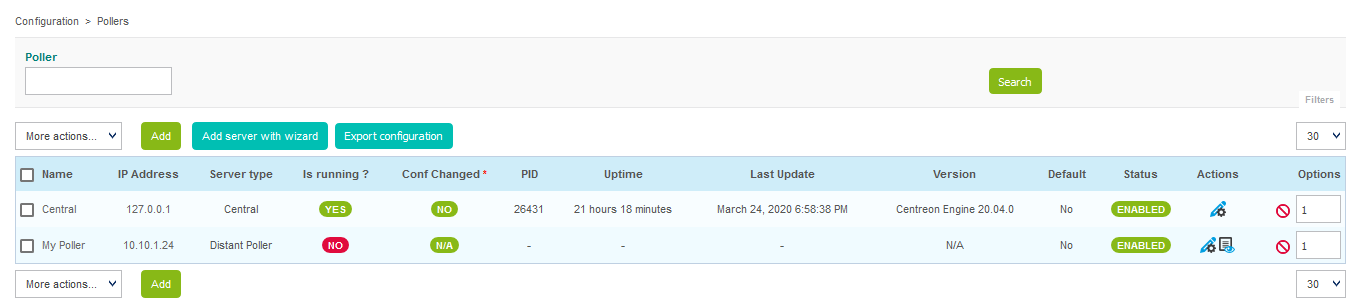 Configuration > Pollers
Poller
Search
Filters
More actions... Add Add server with wizard Export configuration 30
Name IP Address Server type Is running ? Conf Changed * PID Uptime Last Update Version Default Status Actions Options
Central 127.0.0.1 Central YES NO 26431 21 hours 18 minutes March 24, 2020 6:58:38 PM Centreon Engine 20.04.0 No ENABLED 1
My Poller 10.10.1.24 Distant Poller NO N/A - - - N/A No ENABLED 1
More actions... Add 30